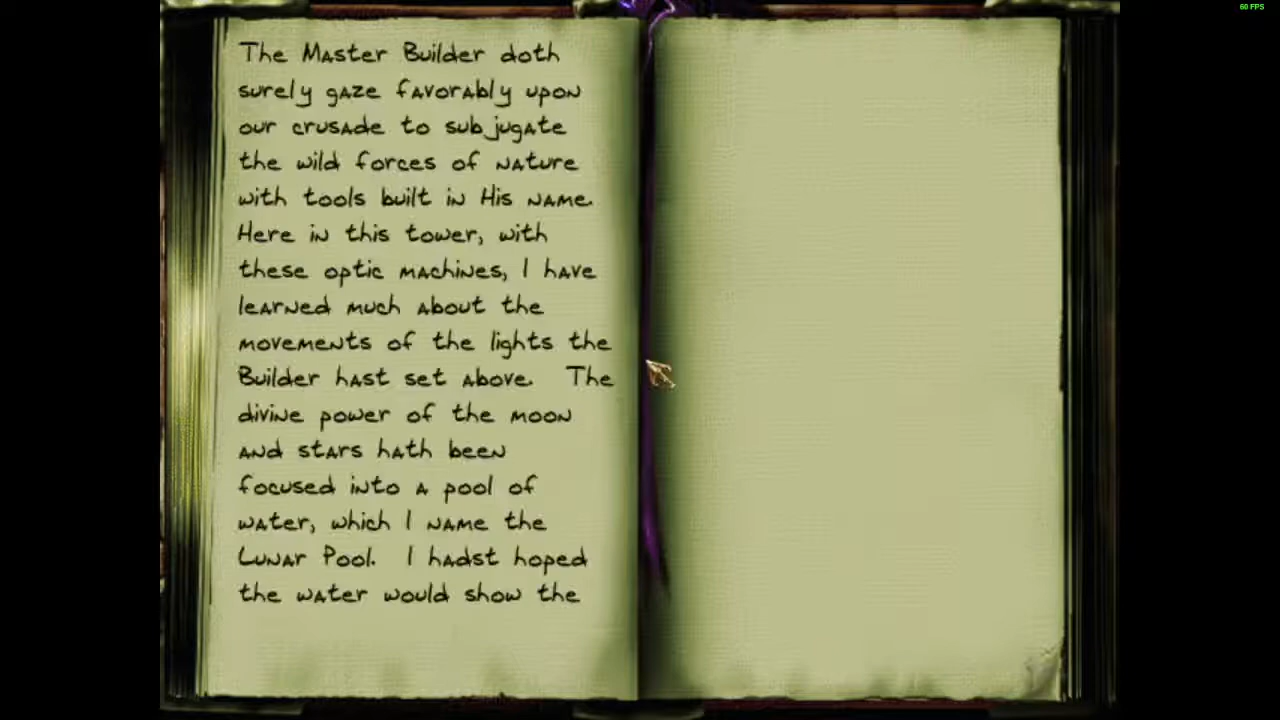 60 FPS
The Master Builder doth
surely gaze favorably upon
our crusade to subjugate
the wild forces of nature
with tools built in His name.
Here in this tower, with
these optic machines, I have
learned much about the
movements of the lights the
Builder hast set above. The
divine power of the moon
and stars hath been
focused into a pool of
water, which I name the
Lunar Pool. I hadst hoped
the water would show the